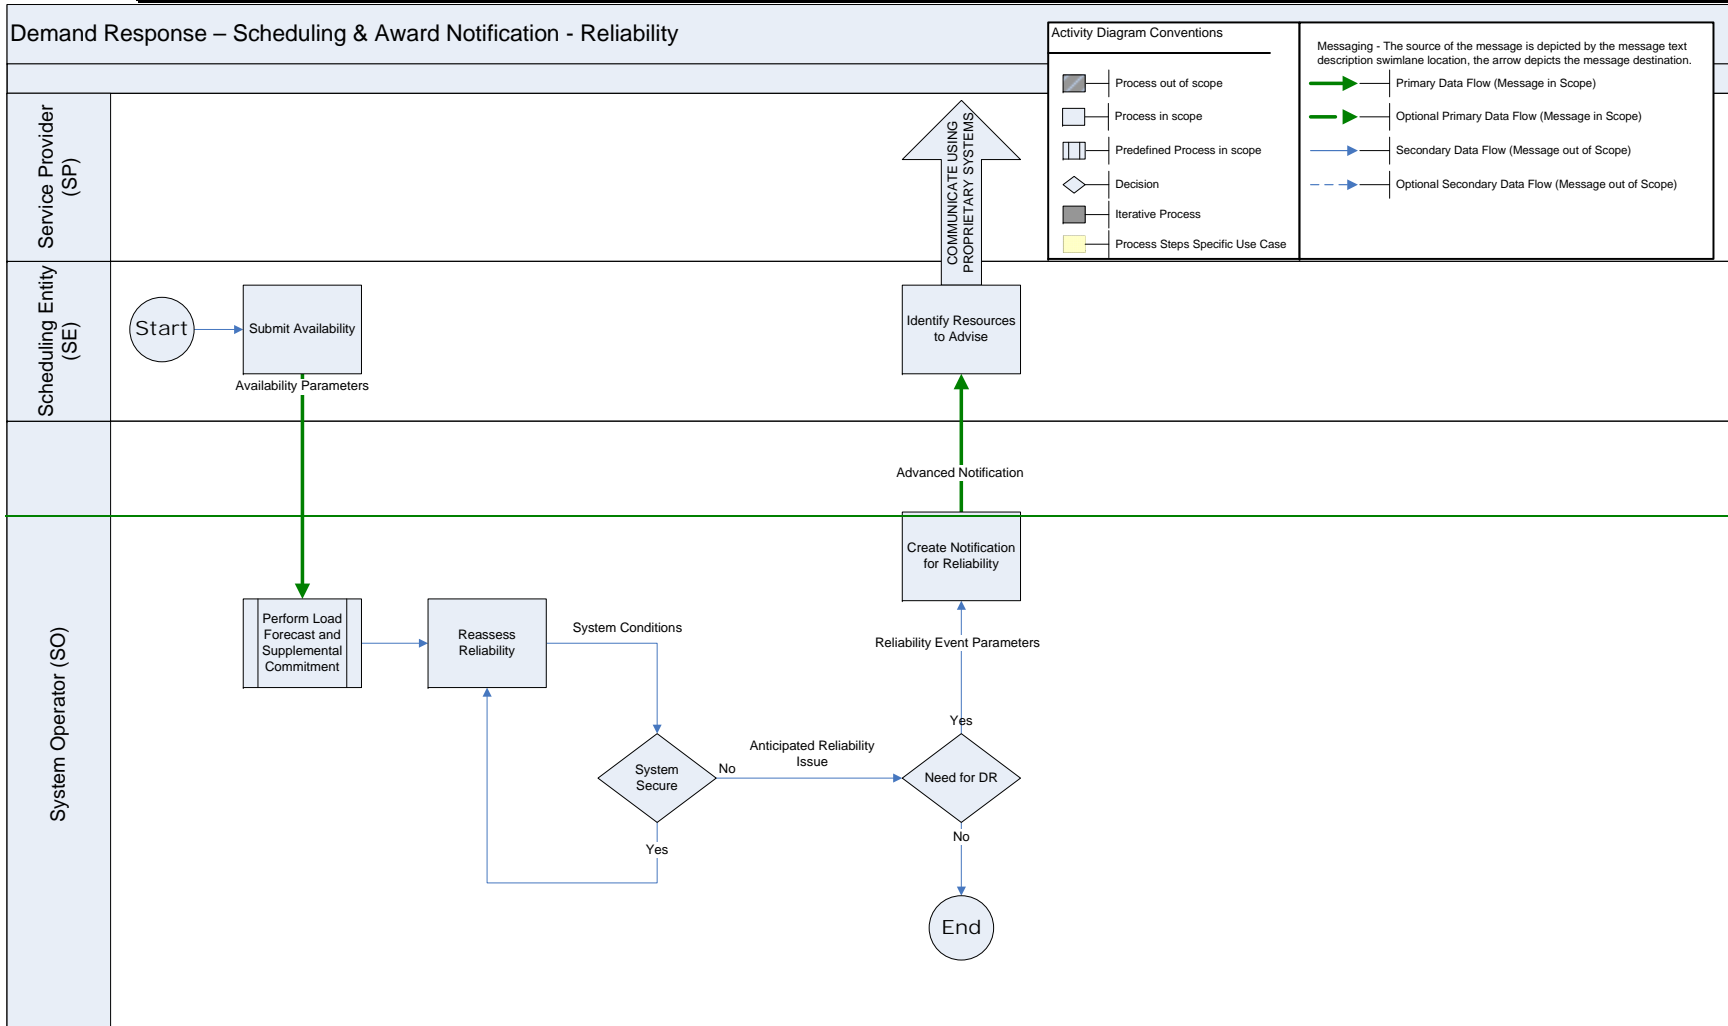 Demand Response – Scheduling & Award Notification - Reliability
Activity Diagram Conventions
Process out of scope
Process in scope
Predefined Process in scope
Decision
Iterative Process
Process Steps Specific Use Case
Messaging - The source of the message is depicted by the message text
description swimlane location, the arrow depicts the message destination.
Primary Data Flow (Message in Scope)
Optional Primary Data Flow (Message in Scope)
Secondary Data Flow (Message out of Scope)
Optional Secondary Data Flow (Message out of Scope)
Service Provider
(SP)
COMMUNICATE USING
PROPRIETARY SYSTEMS
Scheduling Entity
(SE)
Start
Submit Availability
Availability Parameters
Identify Resources
to Advise
Advanced Notification
System Operator (SO)
Create Notification
for Reliability
Perform Load
Forecast and
Supplemental
Commitment
Reassess
Reliability
System Conditions
Reliability Event Parameters
System
Secure
No
Yes
Anticipated Reliability
Issue
Yes
Need for DR
No
End